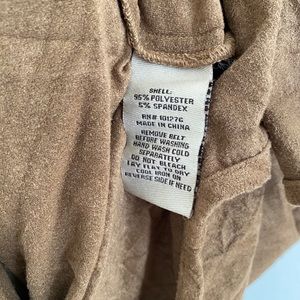 SHELL:
95% POLYESTER
5% SPANDEX
RN# 101276
MADE IN CHINA
REMOVE BELT
BEFORE WASHING
HAND WASH COLD
SEPARATELY
DO NOT BLEACH
LAY FLAT TO DRY
COOL IRON ON
REVERSE SIDE IF NEED